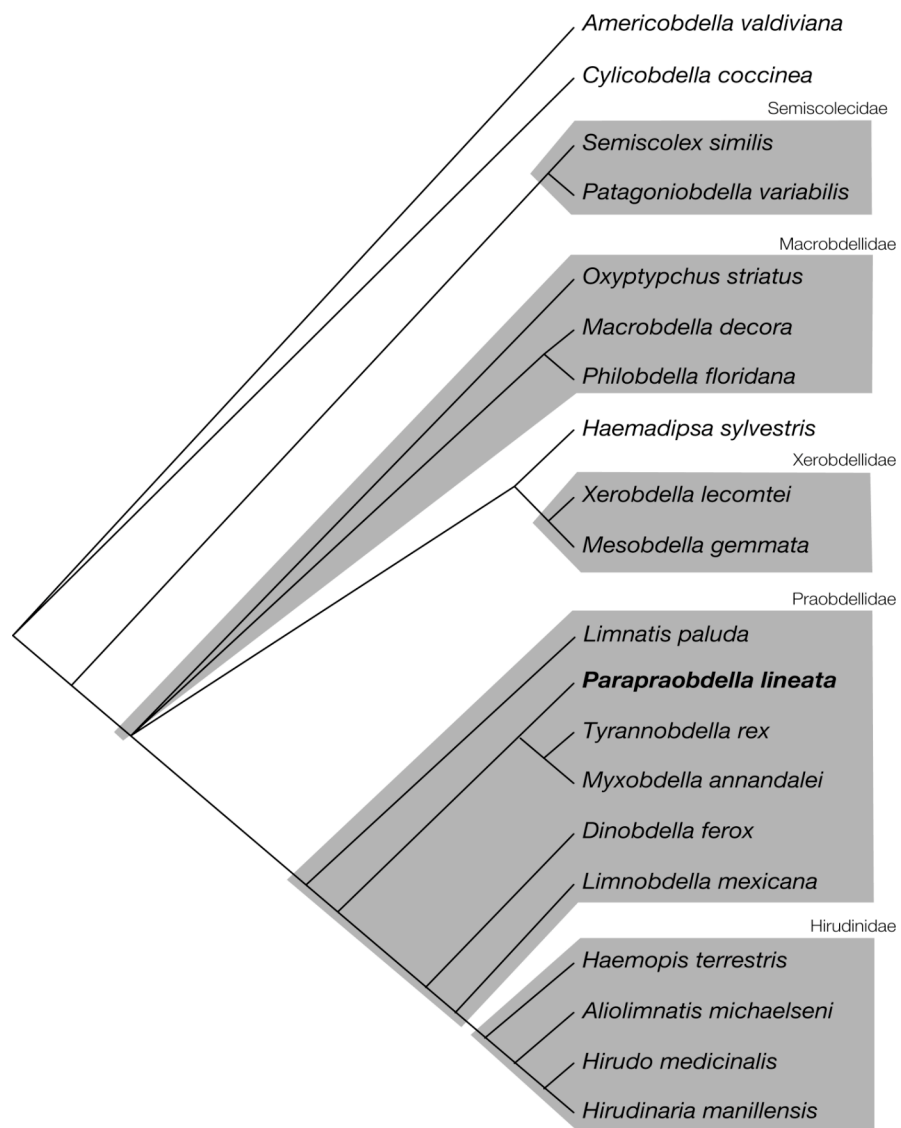 Americobdella valdiviana
Cylicobdella coccinea
Semiscolecidae
Semiscolex similis
Patagoniobdella variabilis
Macrobdellidae
Oxyptypchus striatus
Macrobdella decora
Philobdella floridana
Haemadipsa sylvestris
Xerobdellidae
Xerobdella lecomtei
Mesobdella gemmata
Praobdellidae
Limnatis paluda
Parapraobdella lineata
Tyrannobdella rex
Myxobdella annandalei
Dinobdella ferox
Limnobdella mexicana
Hirudinidae
Haemopis terrestris
Aliolimnatis michaelseni
Hirudo medicinalis
Hirudinaria manillensis